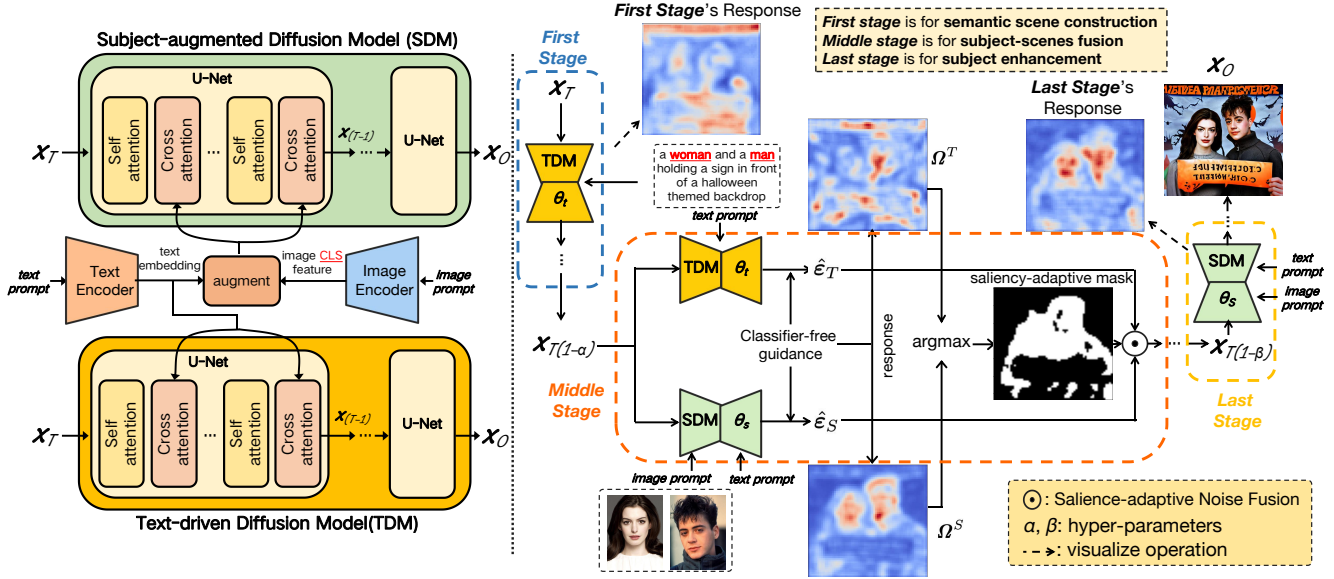 Subject-augmented Diffusion Model (SDM)
U-Net
Self
attention
Cross
attention
...
Self
attention
Cross
attention
X(T-1)
...
U-Net
XT
XO
text
prompt
Text
Encoder
text
embedding
augment
image CLS
feature
Image
Encoder
image
prompt
U-Net
Self
attention
Cross
attention
...
Self
attention
Cross
attention
X(T-1)
...
U-Net
XT
XO
Text-driven Diffusion Model(TDM)
First
Stage
XT
TDM
θt
...
XT(1-α)
First Stage's Response
a woman and a man
holding a sign in front
of a halloween
themed backdrop
text prompt
First stage is for semantic scene construction
Middle stage is for subject-scenes fusion
Last stage is for subject enhancement
Middle
Stage
TDM
θt
ε̂T
Classifier-free
guidance
SDM
θs
ε̂S
image prompt
text prompt
response
ΩT
ΩS
argmax
saliency-adaptive mask
...
XT(1-β)
Last Stage's
Response
XO
SDM
θs
text
prompt
image
prompt
Last
Stage
⊙: Salience-adaptive Noise Fusion
α, β: hyper-parameters
-→: visualize operation